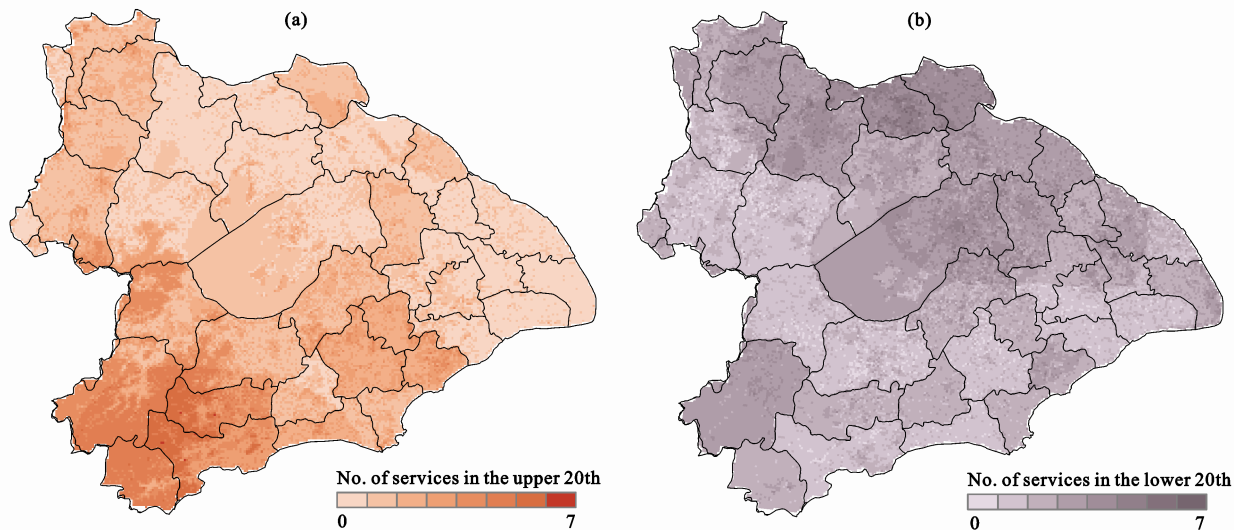 (a)
(b)
No. of services in the upper 20th
0 7
No. of services in the lower 20th
0 7